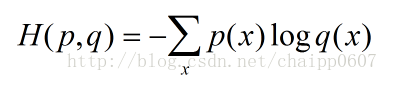 H(p,q) = −∑ p(x) log q(x)
x
http://blog.csdn.net/chaipp0607